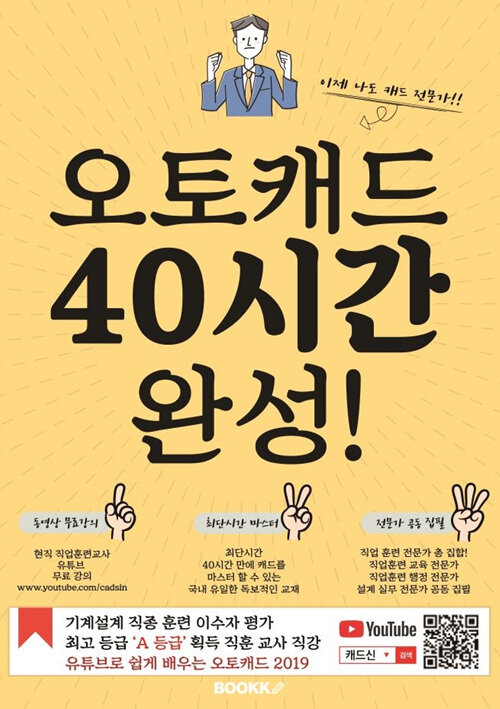 이제 나도 캐드 전문가!!
오토캐드
40시간
완성!
동영상 무료강의
현직 직업훈련교사
유튜브
무료 강의
www.youtube.com/cadsin
최단시간 마스터
최단시간
40시간 만에 캐드를
마스터 할 수 있는
국내 유일한 독보적인 교재
전문가 공동 집필
직업 훈련 전문가 총 집합!
직업훈련 교육 전문가
직업훈련 행정 전문가
설계 실무 전문가 공동 집필
기계설계 직종 훈련 이수자 평가
최고 등급 ‘A 등급’ 획득 직훈 교사 직강
유튜브로 쉽게 배우는 오토캐드 2019
YouTube
캐드신 검색
BOOKK